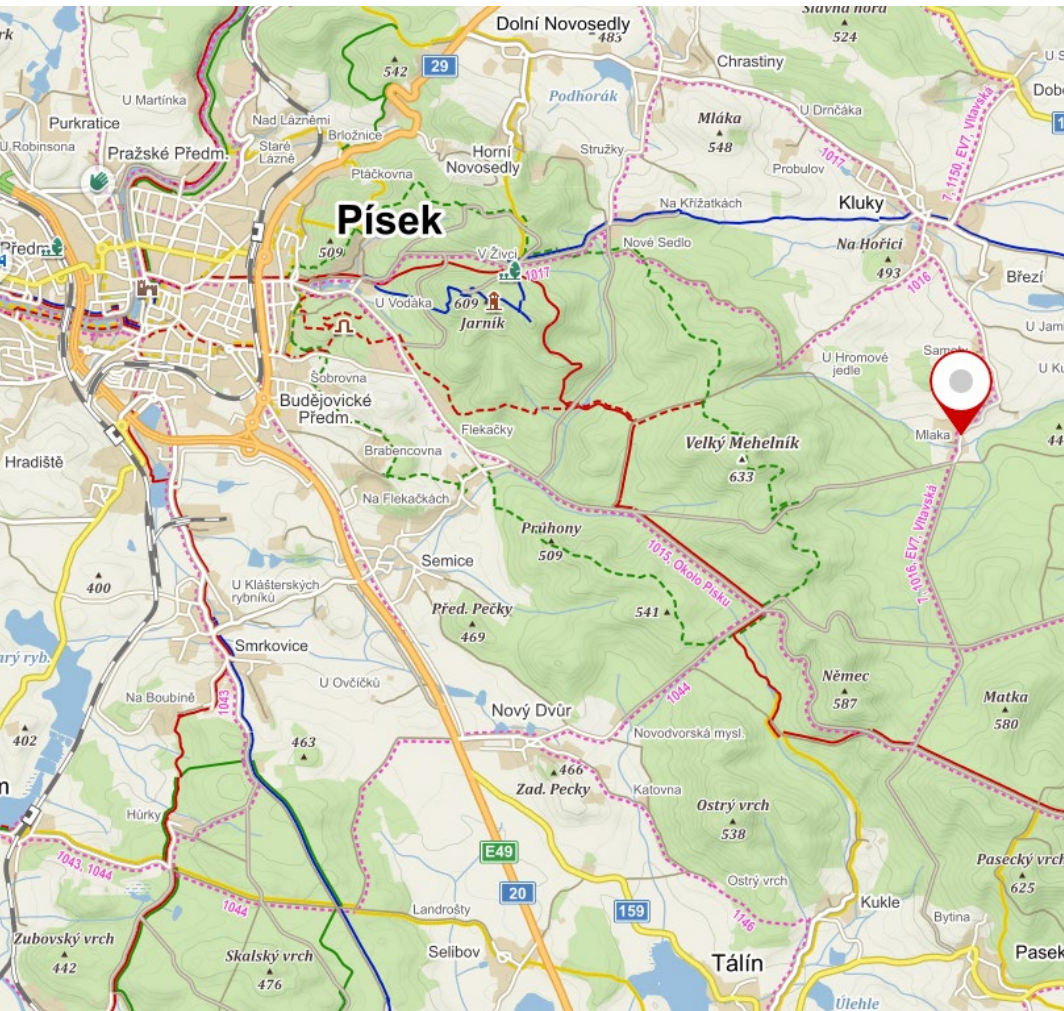 Slavná hora
524
Dolní Novosedly
485
29
542
Chrastiny
U Martínka
Podhorák
Dobe
U Drnčáka
Nad Lázněmi
Purkratice
Mláka
548
U Robinsona
Staré
Lázně
Brložnice
Pražské Předm.
Horní
Novosedly
Stružky
1017
Probulov
7, 1150, EV7, Vltavská
Ptáčkovna
Písek
Na Křížatkách
Kluky
509
Nové Sedlo
Na Hořici
493
Předm.
V Živci
1017
Březí
1016
U Vodáka
609
Jarník
U Hromové
jedle
Šobrovna
Budějovické
Předm.
Flekačky
Mlaka
Velký Mehelník
633
Hradiště
Brabencovna
Na Flekačkách
7, 1016, EV7, Vltavská
Průhony
509
1015, Okolo Písku
Semice
400
U Klášterských
rybníků
Před. Pečky
469
541
Smrkovice
Němec
587
U Ovčíčků
Na Boubíně
1043
1044
Matka
580
Nový Dvůr
Novodvorská mysl.
402
463
466
Zad. Pecky
Katovna
Ostrý vrch
538
Hůrky
E49
1043, 1044
Pasecký vrch
625
20
Ostrý vrch
1044
Landrošty
159
1146
Kukle
Bytina
Zubovský vrch
442
Skalský vrch
476
Selibov
Tálín
Pasek
Úlehle